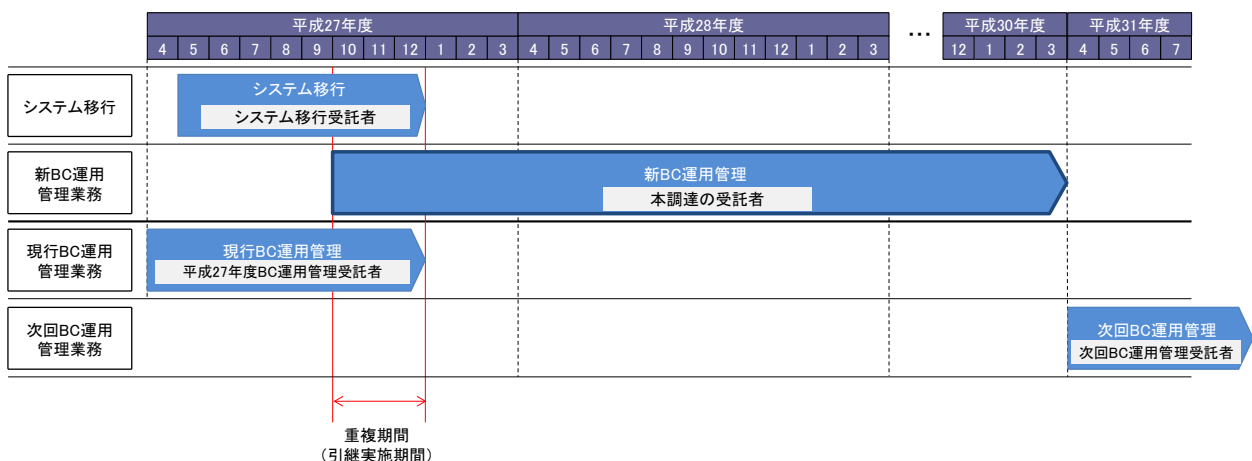 平成27年度 平成28年度 … 平成30年度 平成31年度
4 5 6 7 8 9 10 11 12 1 2 3 4 5 6 7 8 9 10 11 12 1 2 3 12 1 2 3 4 5 6 7
システム移行
システム移行
システム移行受託者
新BC運用
管理業務
新BC運用管理
本調達の受託者
現行BC運用
管理業務
現行BC運用管理
平成27年度BC運用管理受託者
次回BC運用
管理業務
次回BC運用管理
次回BC運用管理受託者
重複期間
(引継実施期間)